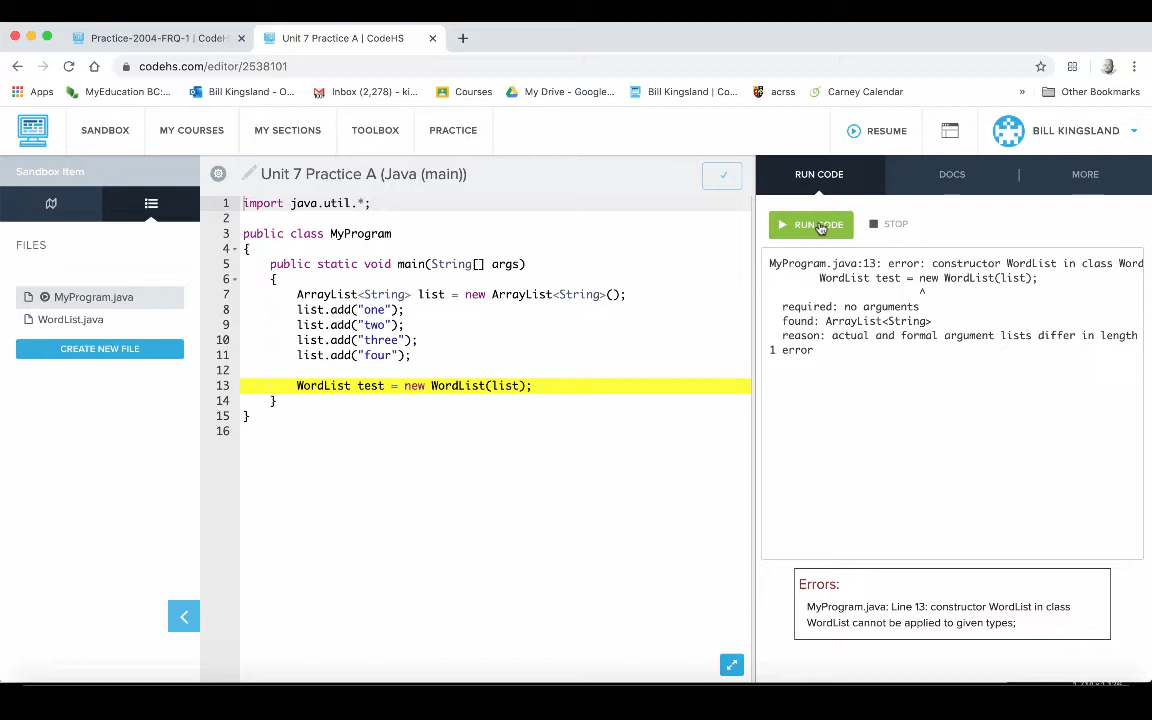 Practice-2004-FRQ-1 | CodeH
Unit 7 Practice A | CodeHS
codehs.com/editor/2538101
Apps
MyEducation BC:...
Bill Kingsland - O...
Inbox (2,278) - ki...
Courses
My Drive - Google...
Bill Kingsland | Co...
acrss
Carney Calendar
»
Other Bookmarks
SANDBOX
MY COURSES
MY SECTIONS
TOOLBOX
PRACTICE
RESUME
BILL KINGSLAND
Sandbox Item
FILES
MyProgram.java
WordList.java
CREATE NEW FILE
Unit 7 Practice A (Java (main))
1 import java.util.*;
2
3 public class MyProgram
4 {
5 public static void main(String[] args)
6 {
7 ArrayList<String> list = new ArrayList<String>();
8 list.add("one");
9 list.add("two");
10 list.add("three");
11 list.add("four");
12
13 WordList test = new WordList(list);
14 }
15 }
16
RUN CODE
DOCS
MORE
RUN CODE
STOP
MyProgram.java:13: error: constructor WordList in class Word
WordList test = new WordList(list);
^
required: no arguments
found: ArrayList<String>
reason: actual and formal argument lists differ in length
1 error
Errors:
MyProgram.java: Line 13: constructor WordList in class
WordList cannot be applied to given types;